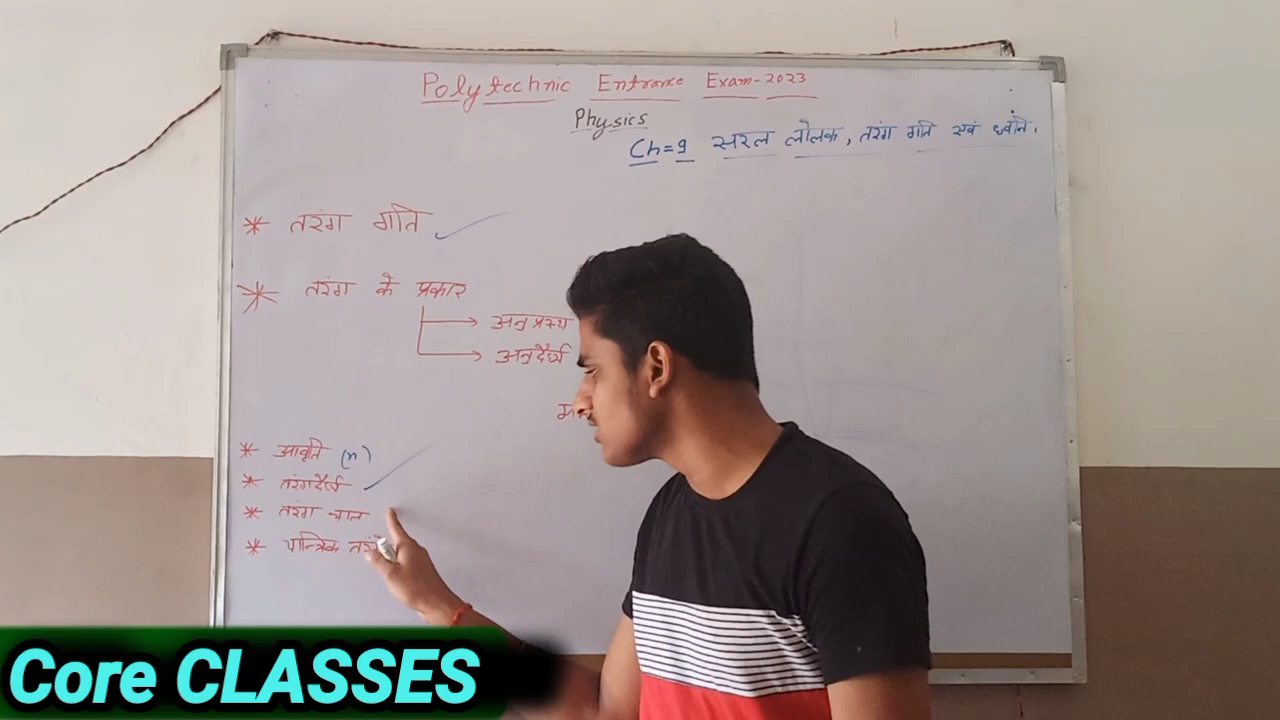 Polytechnic Entrance Exam-2023
Physics
Ch=9 सरल लोलक, तरंग गति एवं ध्वनि.
* तरंग गति
* तरंग के प्रकार
अनुप्रस्थ
अनुदैर्ध्य
* आवृति (n)
* तरंगदैर्ध्य
* तरंग चाल
* यान्त्रिक
Core CLASSES